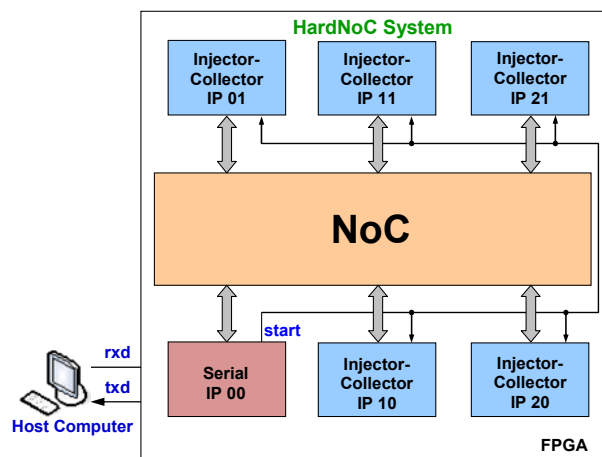 HardNoC System
Injector-
Collector
IP 01
Injector-
Collector
IP 11
Injector-
Collector
IP 21
NoC
start
rxd
txd
Host Computer
Serial
IP 00
Injector-
Collector
IP 10
Injector-
Collector
IP 20
FPGA